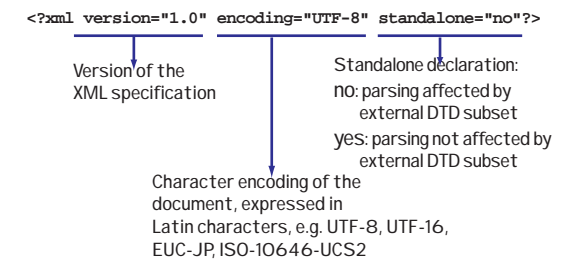 <?xml version="1.0" encoding="UTF-8" standalone="no"?>
Version of the
XML specification
Standalone declaration:
no: parsing affected by
external DTD subset
yes: parsing not affected by
external DTD subset
Character encoding of the
document, expressed in
Latin characters, e.g. UTF-8, UTF-16,
EUC-JP, ISO-10646-UCS2